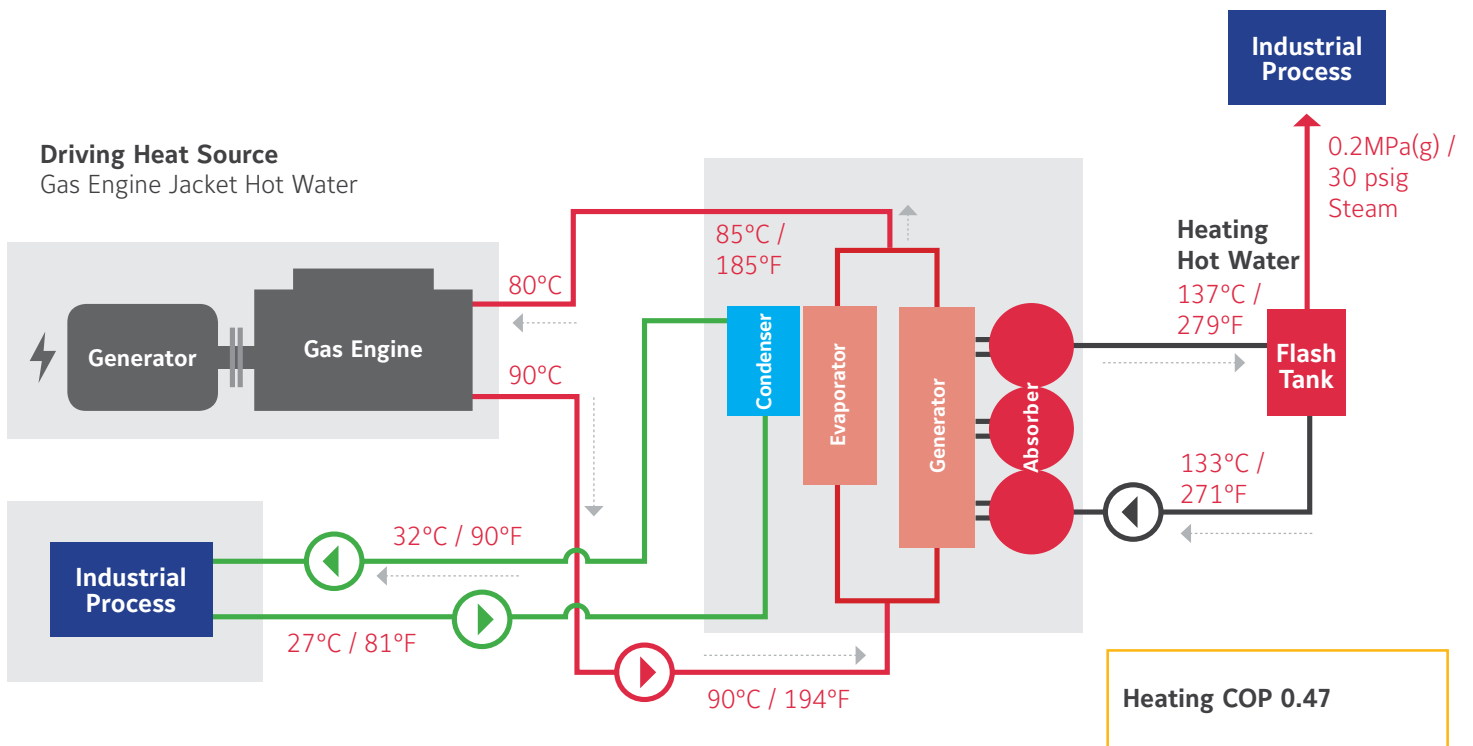 Industrial
Process
Driving Heat Source
Gas Engine Jacket Hot Water
0.2MPa(g) /
30 psig
Steam
85°C /
185°F
Heating
Hot Water
137°C /
279°F
80°C
Generator
Gas Engine
90°C
Condenser
Evaporator
Generator
Absorber
Flash
Tank
133°C /
271°F
32°C / 90°F
Industrial
Process
27°C / 81°F
90°C / 194°F
Heating COP 0.47